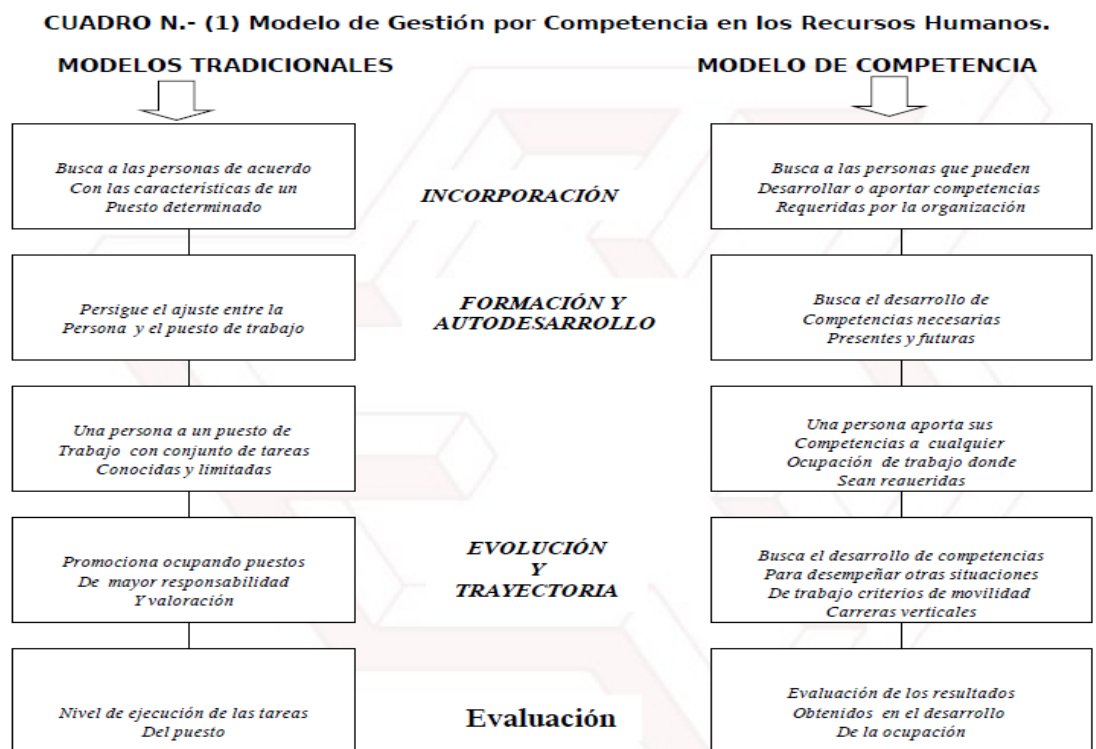 CUADRO N.- (1) Modelo de Gestión por Competencia en los Recursos Humanos.
MODELOS TRADICIONALES
MODELO DE COMPETENCIA
Busca a las personas de acuerdo
Con las características de un
Puesto determinado
INCORPORACIÓN
Busca a las personas que pueden
Desarrollar o aportar competencias
Requeridas por la organización
Persigue el ajuste entre la
Persona y el puesto de trabajo
FORMACIÓN Y
AUTODESARROLLO
Busca el desarrollo de
Competencias necesarias
Presentes y futuras
Una persona a un puesto de
Trabajo con conjunto de tareas
Conocidas y limitadas
Una persona aporta sus
Competencias a cualquier
Ocupación de trabajo donde
Sean requeridas
Promociona ocupando puestos
De mayor responsabilidad
Y valoración
EVOLUCIÓN
Y
TRAYECTORIA
Busca el desarrollo de competencias
Para desempeñar otras situaciones
De trabajo criterios de movilidad
Carreras verticales
Nivel de ejecución de las tareas
Del puesto
Evaluación
Evaluación de los resultados
Obtenidos en el desarrollo
De la ocupación